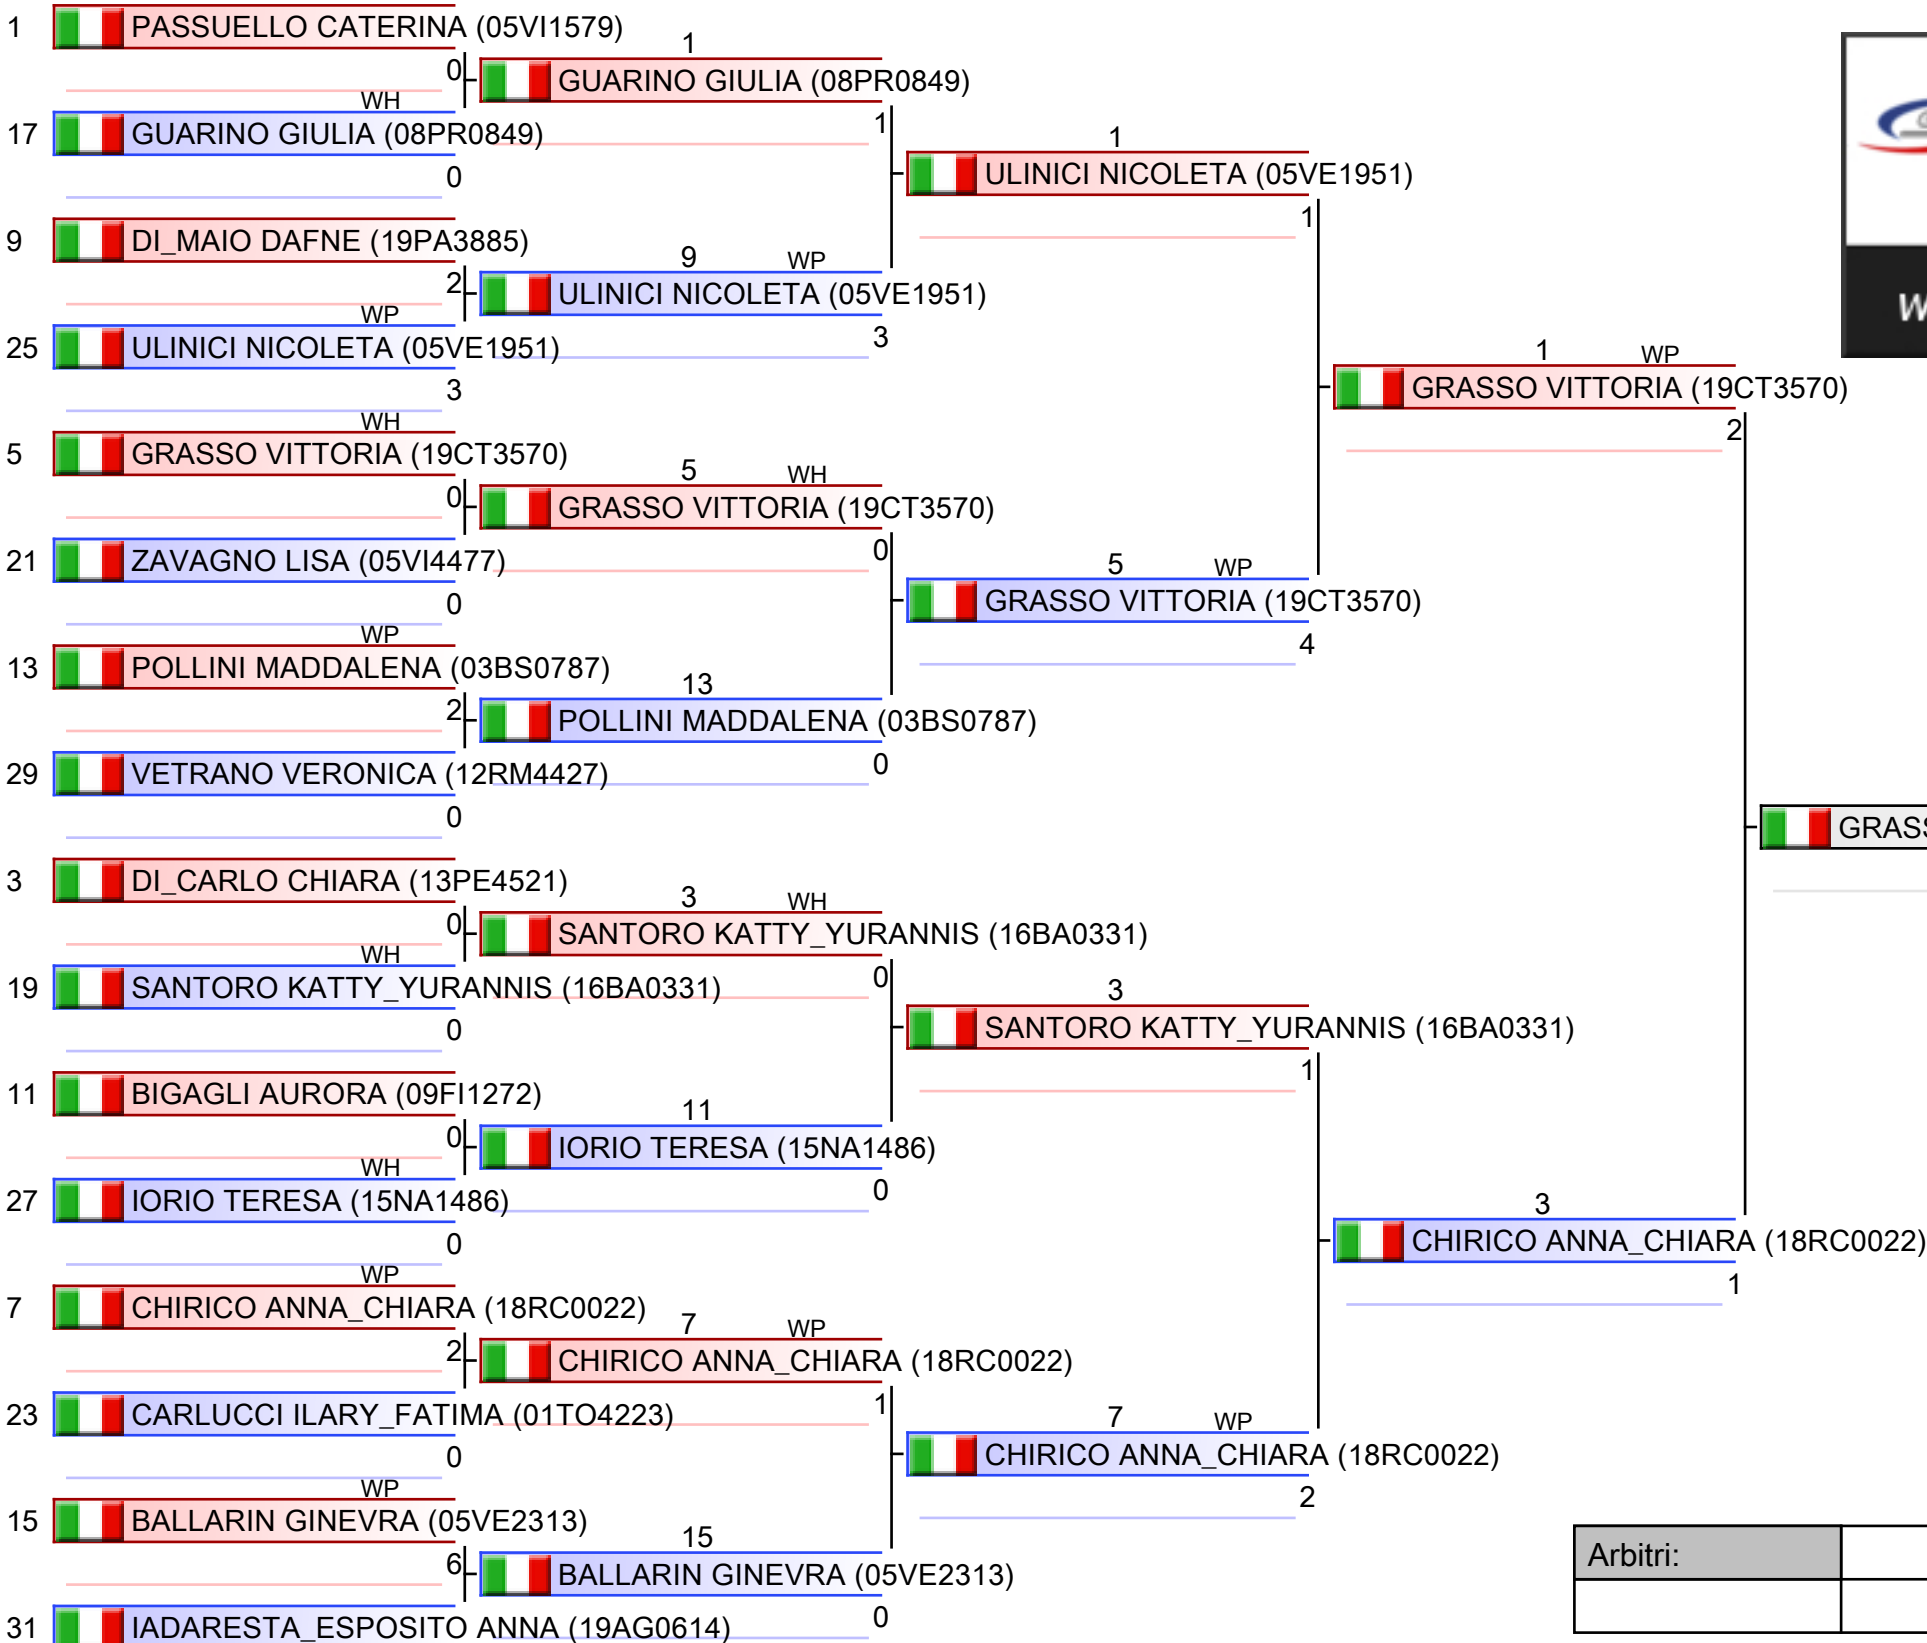 1 PASSUELLO CATERINA (05VI1579)
0
WH
17 GUARINO GIULIA (08PR0849)
0
9 DI_MAIO DAFNE (19PA3885)
2
WP
25 ULINICI NICOLETA (05VE1951)
3
WH
5 GRASSO VITTORIA (19CT3570)
0
21 ZAVAGNO LISA (05VI4477)
0
WP
13 POLLINI MADDALENA (03BS0787)
2
29 VETRANO VERONICA (12RM4427)
0
3 DI_CARLO CHIARA (13PE4521)
0
WH
19 SANTORO KATTY_YURANNIS (16BA0331)
0
11 BIGAGLI AURORA (09FI1272)
0
WH
27 IORIO TERESA (15NA1486)
0
WP
7 CHIRICO ANNA_CHIARA (18RC0022)
2
23 CARLUCCI ILARY_FATIMA (01TO4223)
0
WP
15 BALLARIN GINEVRA (05VE2313)
6
31 IADARESTA_ESPOSITO ANNA (19AG0614)
1
GUARINO GIULIA (08PR0849)
1
9 WP
ULINICI NICOLETA (05VE1951)
3
5 WH
GRASSO VITTORIA (19CT3570)
0
13
POLLINI MADDALENA (03BS0787)
0
3 WH
SANTORO KATTY_YURANNIS (16BA0331)
0
11
IORIO TERESA (15NA1486)
0
7 WP
CHIRICO ANNA_CHIARA (18RC0022)
1
15
BALLARIN GINEVRA (05VE2313)
0
1
ULINICI NICOLETA (05VE1951)
1
5 WP
GRASSO VITTORIA (19CT3570)
4
3
SANTORO KATTY_YURANNIS (16BA0331)
1
7 WP
CHIRICO ANNA_CHIARA (18RC0022)
2
1 WP
GRASSO VITTORIA (19CT3570)
2
3
CHIRICO ANNA_CHIARA (18RC0022)
1
GRASS
W
Arbitri: